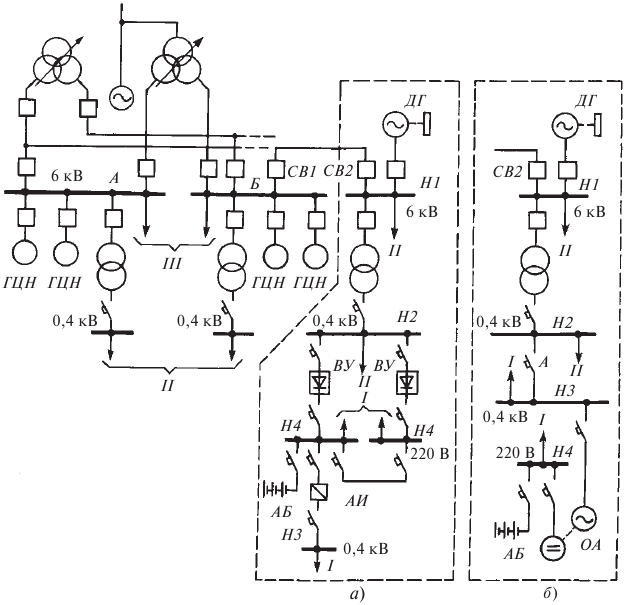 ДГ
ДГ
6 кВ
А
Б
СВ1
СВ2
Н1
6 кВ
СВ2
Н1
6 кВ
II
II
ГЦН
ГЦН
III
ГЦН
ГЦН
0,4 кВ
0,4 кВ
II
0,4 кВ
Н2
ВУ
ВУ
II
I
Н4
Н4
220 В
АБ
АИ
Н3
0,4 кВ
I
а)
0,4 кВ
Н2
I
А
II
Н3
0,4 кВ
I
220 В
Н4
АБ
ОА
б)